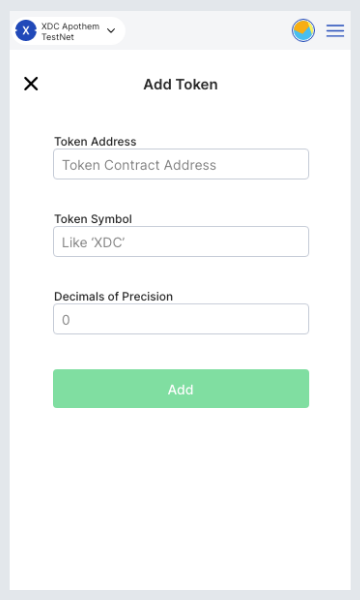 X
XDC Apothem
TestNet
Add Token
Token Address
Token Contract Address
Token Symbol
Like ‘XDC’
Decimals of Precision
0
Add